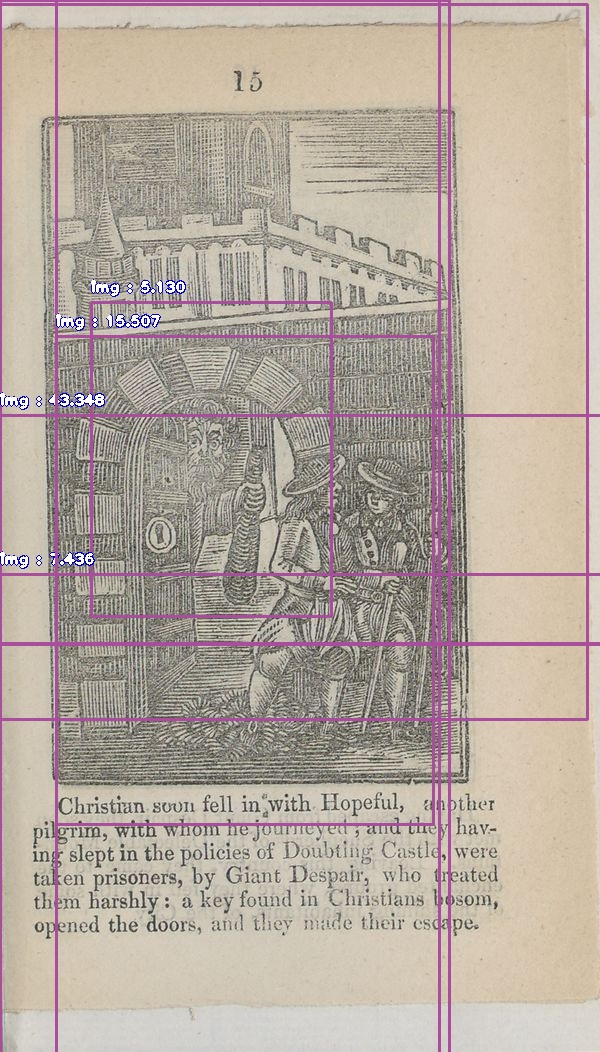 15
Img : 5.130
Img : 15.507
Img : 43.348
Img : 7.436
Christian soon fell in with Hopeful, another
pilgrim, with whom he journeyed ; and they hav-
ing slept in the policies of Doubting Castle, were
taken prisoners, by Giant Despair, who treated
them harshly : a key found in Christians bosom,
opened the doors, and they made their escape.